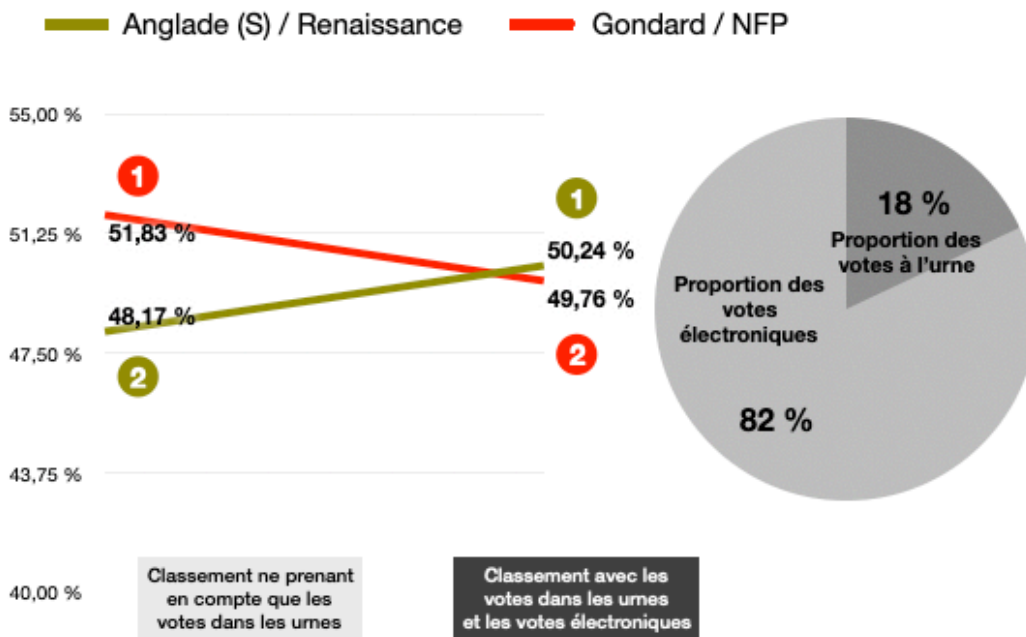 Anglade (S) / Renaissance
Gondard / NFP
55,00 %
51,25 %
47,50 %
43,75 %
40,00 %
1
51,83 %
48,17 %
2
1
50,24 %
49,76 %
2
18 %
Proportion des
votes à l'urne
Proportion des
votes
électroniques
82 %
Classement ne prenant
en compte que les
votes dans les urnes
Classement avec les
votes dans les urnes
et les votes électroniques